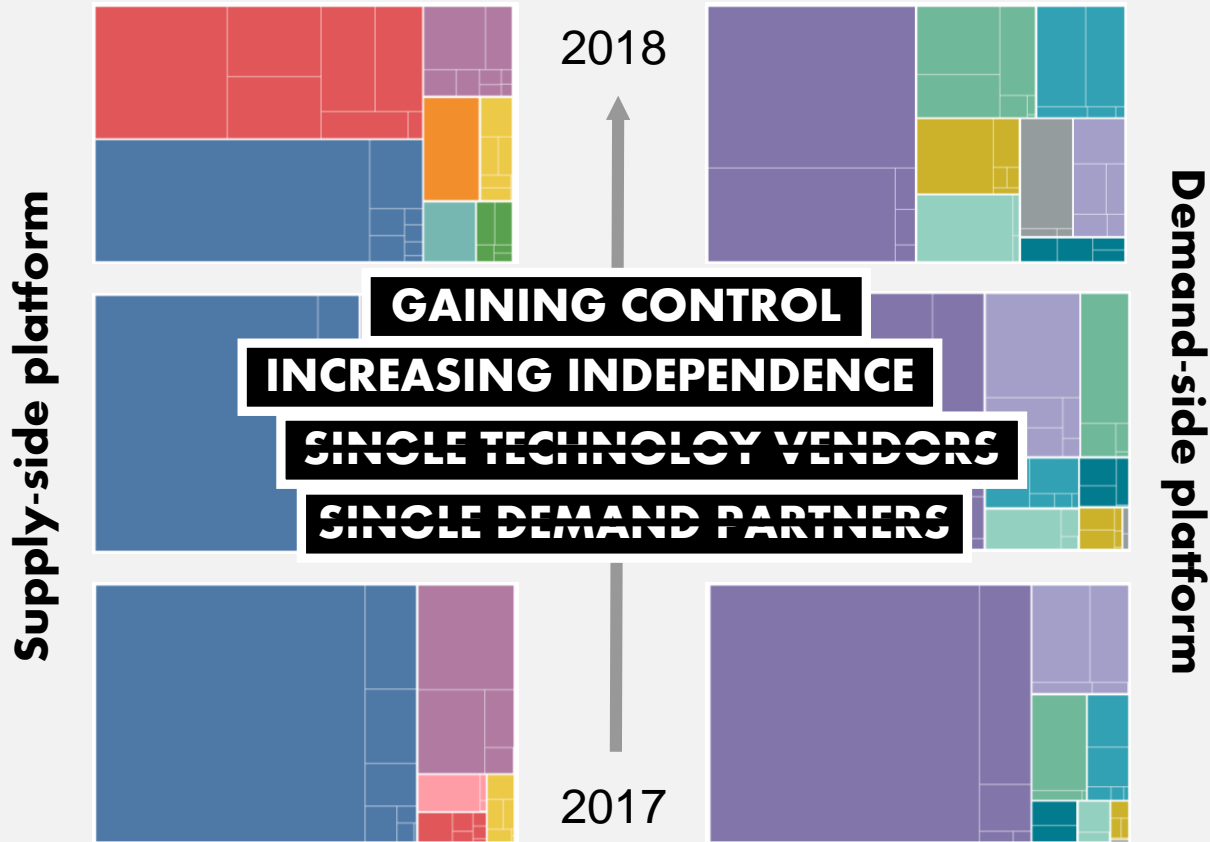 2018
Supply-side platform
Demand-side platform
GAINING CONTROL
INCREASING INDEPENDENCE
SINGLE TECHNOLOY VENDORS
SINGLE DEMAND PARTNERS
2017